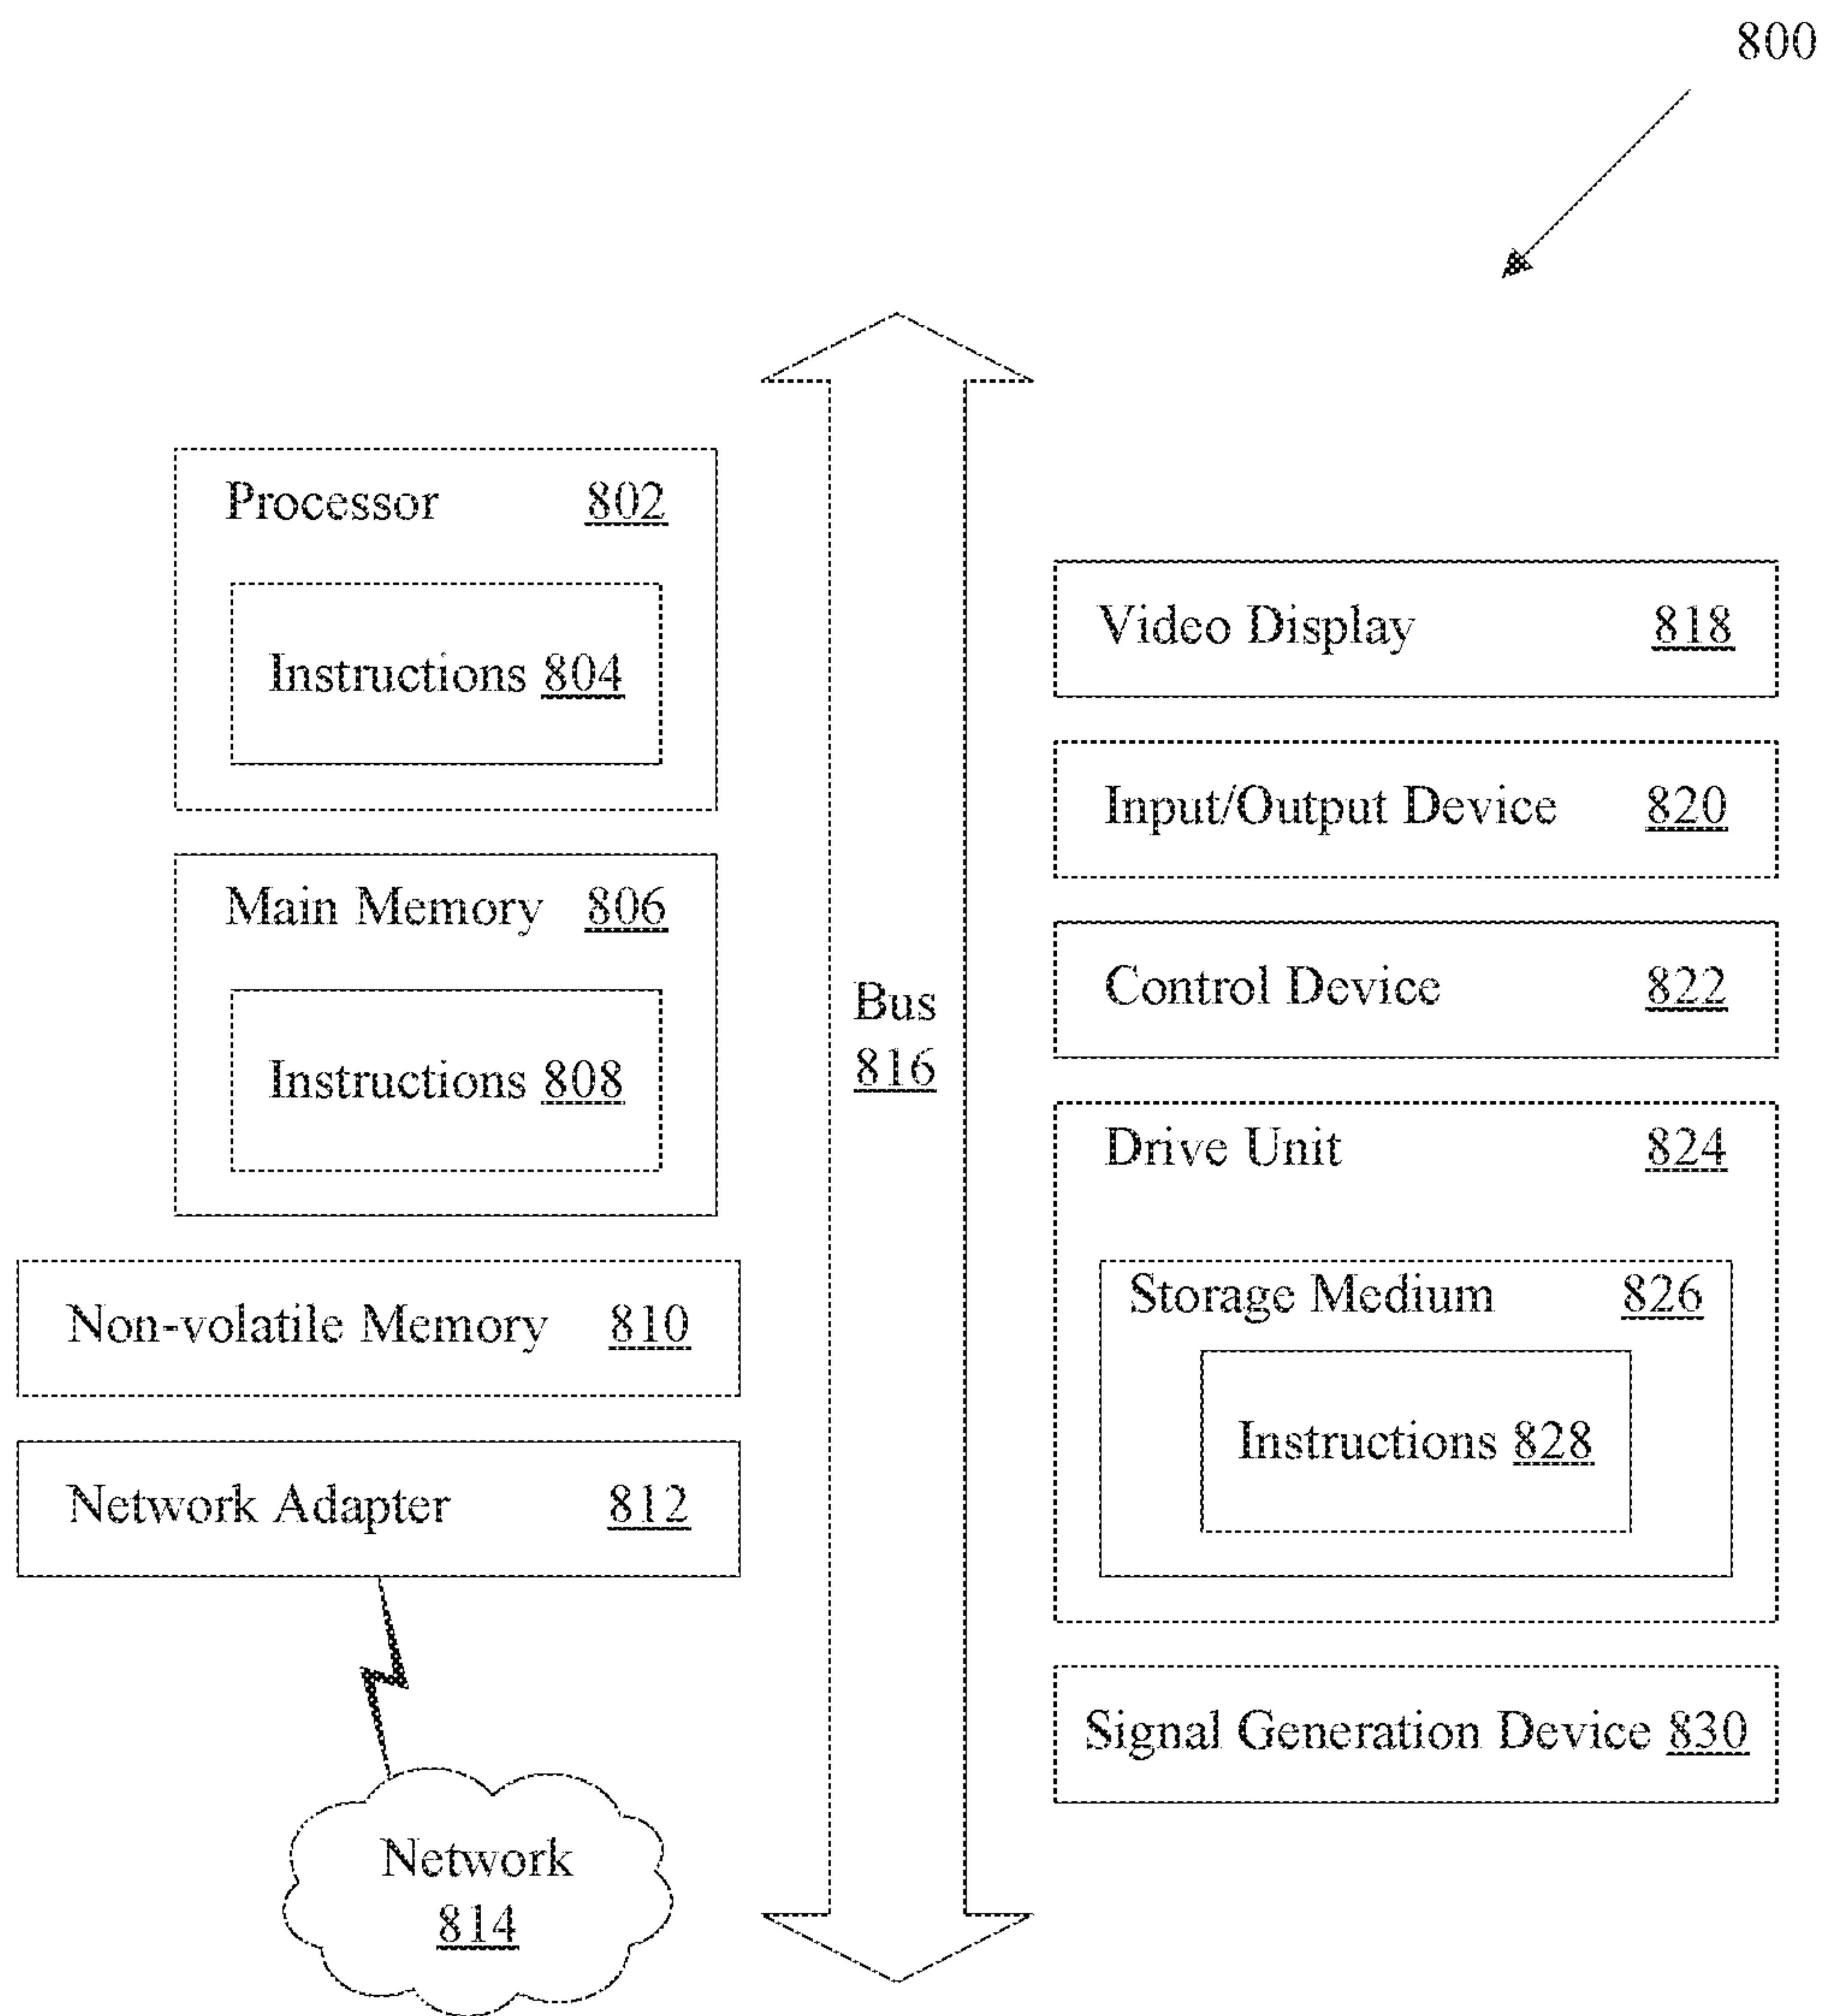 800
Processor 802
Instructions 804
Main Memory 806
Instructions 808
Non-volatile Memory 810
Network Adapter 812
Network
814
Bus
816
Video Display 818
Input/Output Device 820
Control Device 822
Drive Unit 824
Storage Medium 826
Instructions 828
Signal Generation Device 830